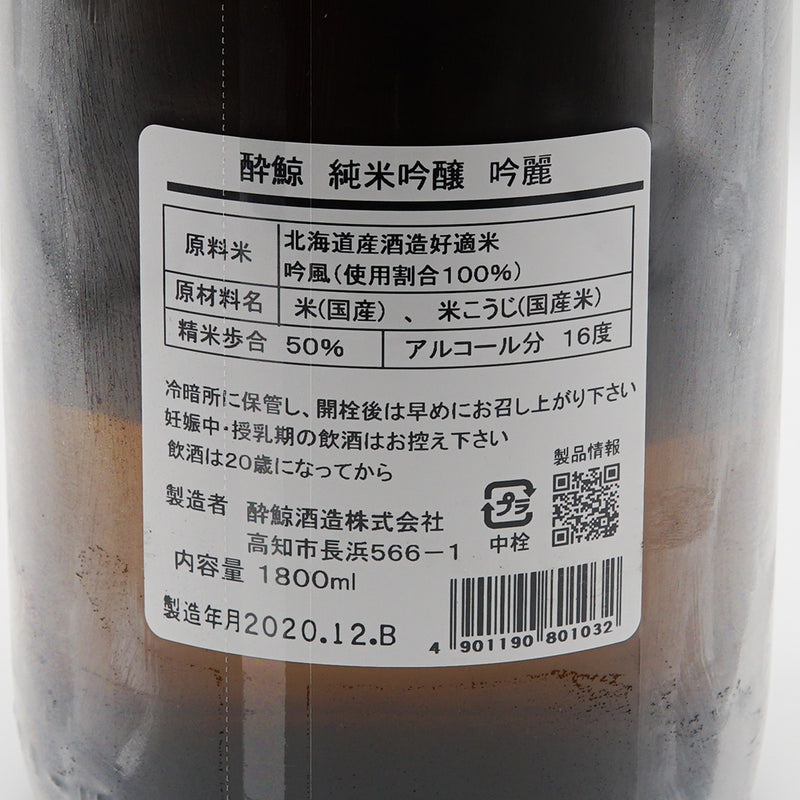 酔鯨 純米吟醸 吟麗
原料米 北海道産酒造好適米
吟風(使用割合100%)
原材料名 米(国産) 、 米こうじ(国産米)
精米歩合 50% アルコール分 16度
冷暗所に保管し、開栓後は早めにお召し上がり下さい
妊娠中・授乳期の飲酒はお控え下さい
飲酒は20歳になってから
製品情報
製造者 酔鯨酒造株式会社
高知市長浜566-1
プラ
中栓
内容量 1800ml
製造年月2020.12.B
4 901190 801032